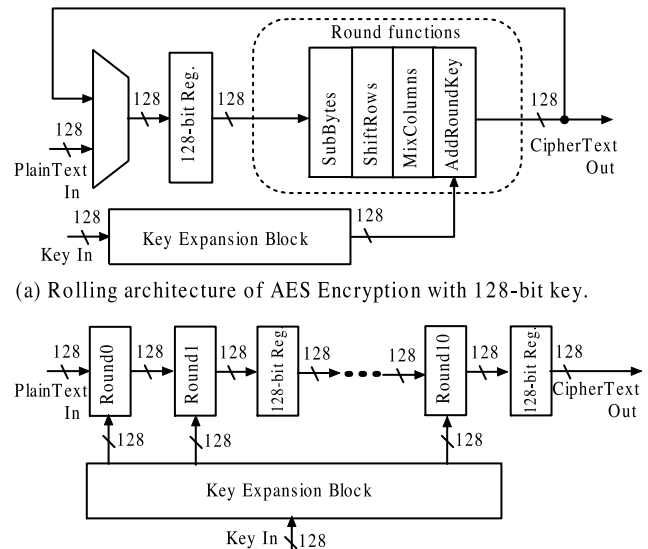 Round functions
128
128
128
128
128-bit Reg.
SubBytes
ShiftRows
MixColumns
AddRoundKey
PlainText
In
CipherText
Out
128
128
Key In
Key Expansion Block
(a) Rolling architecture of AES Encryption with 128-bit key.
128
Round0
128
Round1
128
128-bit Reg.
128
128
Round10
128
128-bit Reg.
128
PlainText
In
CipherText
Out
128
128
128
Key Expansion Block
Key In
128